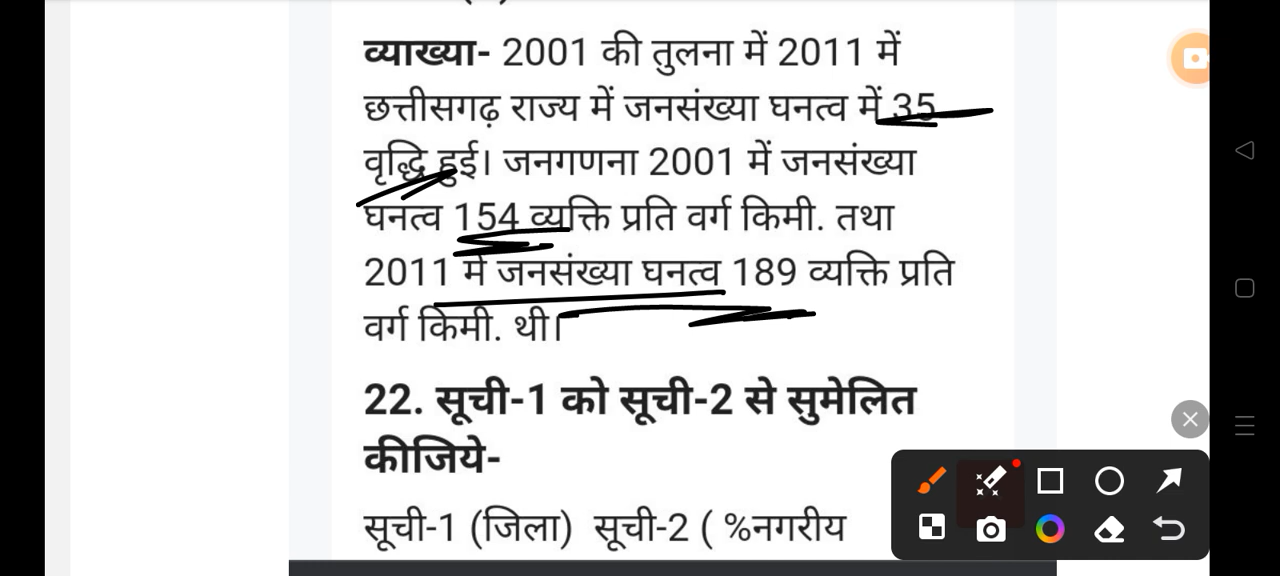 व्याख्या- 2001 की तुलना में 2011 में
छत्तीसगढ़ राज्य में जनसंख्या घनत्व में 35
वृद्धि हुई। जनगणना 2001 में जनसंख्या
घनत्व 154 व्यक्ति प्रति वर्ग किमी. तथा
2011 में जनसंख्या घनत्व 189 व्यक्ति प्रति
वर्ग किमी. थी।
22. सूची-1 को सूची-2 से सुमेलित
कीजिये-
सूची-1 (जिला) सूची-2 ( %नगरीय